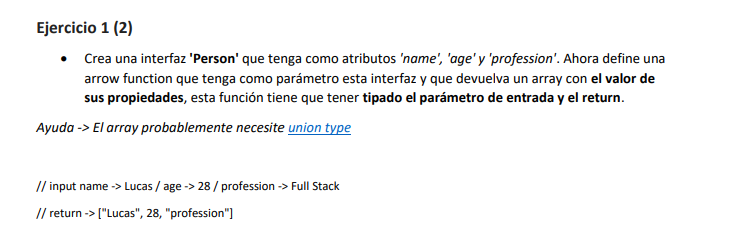 Ejercicio 1 (2)
• Crea una interfaz 'Person' que tenga como atributos 'name', 'age' y 'profession'. Ahora define una
arrow function que tenga como parámetro esta interfaz y que devuelva un array con el valor de
sus propiedades, esta función tiene que tener tipado el parámetro de entrada y el return.
Ayuda -> El array probablemente necesite union type
// input name -> Lucas / age -> 28 / profession -> Full Stack
// return -> ["Lucas", 28, "profession"]